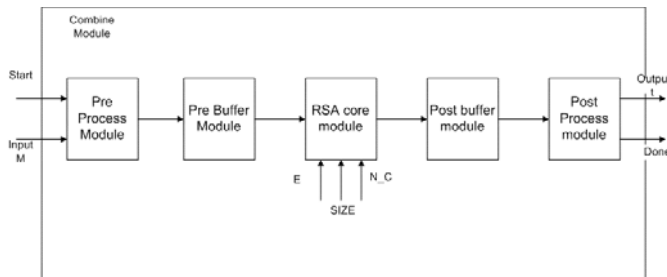 Combine
Module
Start
Input
M
Pre
Process
Module
Pre Buffer
Module
RSA core
module
Post buffer
module
Post
Process
module
Output
t
Done
E
SIZE
N_C